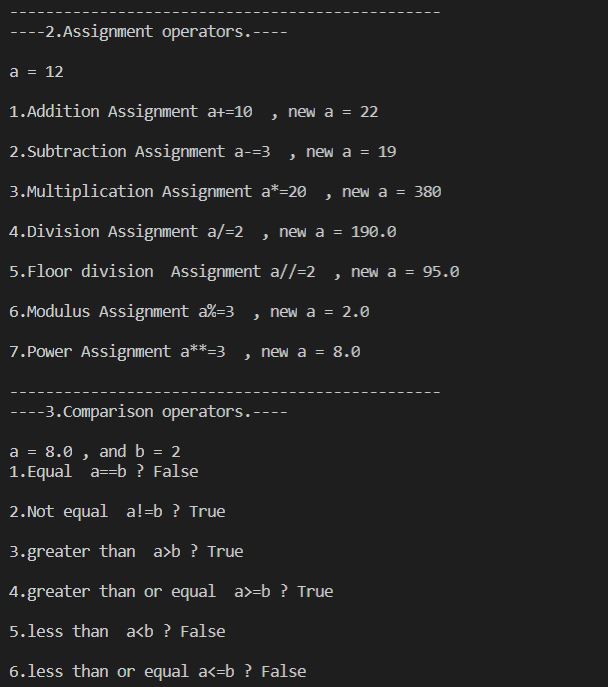 ------------------------------------------------
----2.Assignment operators.----
a = 12
1.Addition Assignment a+=10  , new a = 22
2.Subtraction Assignment a-=3  , new a = 19
3.Multiplication Assignment a*=20  , new a = 380
4.Division Assignment a/=2  , new a = 190.0
5.Floor division  Assignment a//=2  , new a = 95.0
6.Modulus Assignment a%=3  , new a = 2.0
7.Power Assignment a**=3  , new a = 8.0
------------------------------------------------
----3.Comparison operators.----
a = 8.0 , and b = 2
1.Equal  a==b ? False
2.Not equal  a!=b ? True
3.greater than  a>b ? True
4.greater than or equal  a>=b ? True
5.less than  a<b ? False
6.less than or equal a<=b ? False